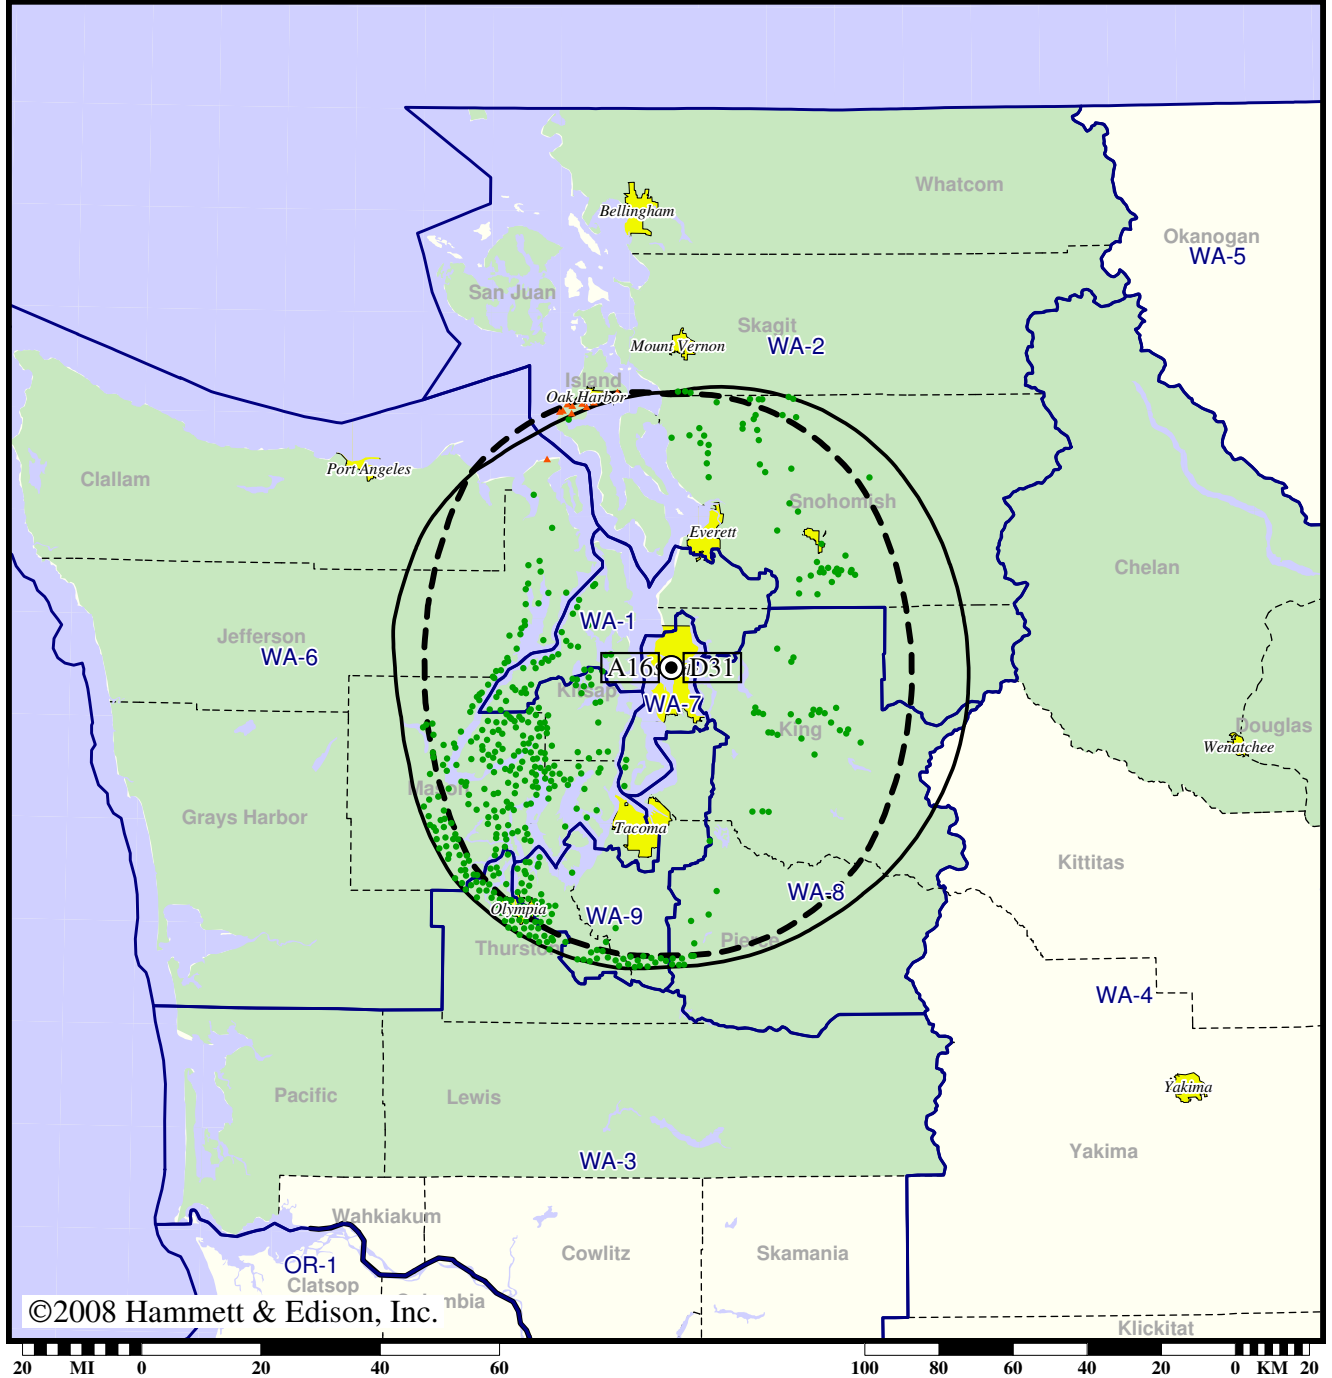 Whatcom
Bellingham
Okanogan
WA-5
San Juan
Skagit
Mount Vernon
WA-2
Island
Oak Harbor
Port Angeles
Clallam
Snohomish
Everett
Chelan
WA-1
Jefferson
WA-6
A16 D31
Kitsap
WA-7
King
Douglas
Wenatchee
Mason
Grays Harbor
Tacoma
Kittitas
WA-8
Olympia
WA-9
Thurston
Pierce
WA-4
Yakima
Pacific
Lewis
Yakima
WA-3
Wahkiakum
Cowlitz
Skamania
OR-1
Clatsop
©2008 Hammett & Edison, Inc.
Klickitat
20 MI 0 20 40 60 100 80 60 40 20 0 KM 20